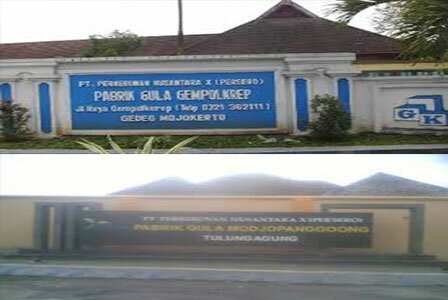 PT. PERKEBUNAN NUSANTARA X (PERSERO)
PABRIK GULA GEMPOLKREP
Jl Raya Gempolkerep (Telp 0321 362111)
GEDEG MOJOKERTO
GK
PT PERKEBUNAN NUSANTARA X (PERSERO)
PABRIK GULA MODJOPANGGOONG
TULUNGAGUNG